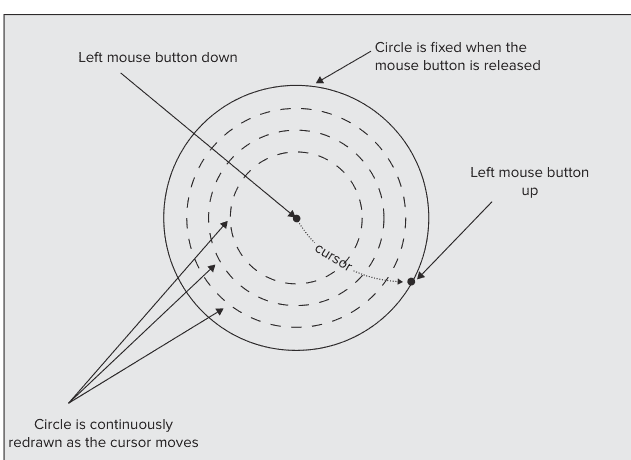 Left mouse button down
Circle is fixed when the
mouse button is released
Left mouse button
up
cursor
Circle is continuously
redrawn as the cursor moves